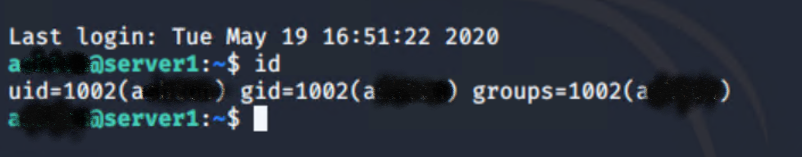 Last login: Tue May 19 16:51:22 2020
a @server1:~$ id
uid=1002(a ) gid=1002(a ) groups=1002(a )
a @server1:~$